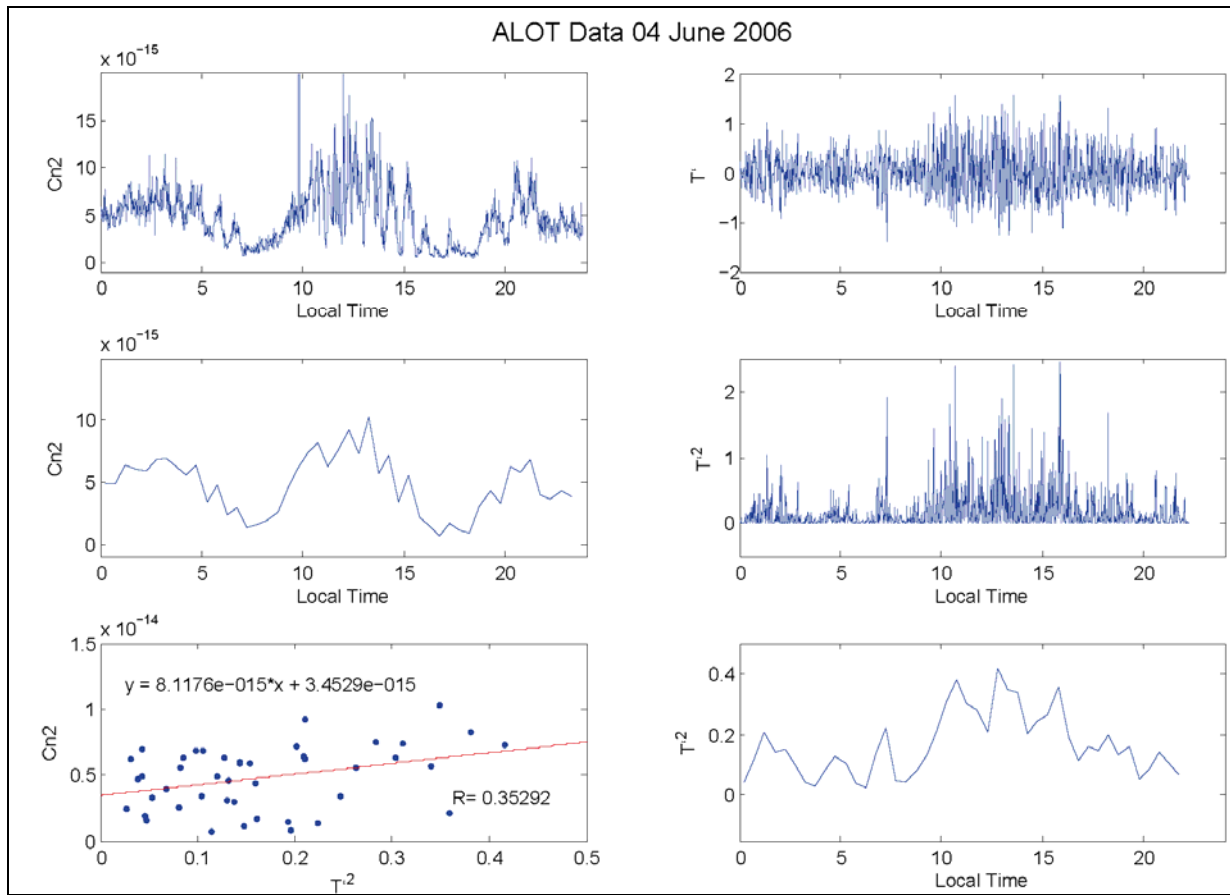 ALOT Data 04 June 2006
x 10⁻¹⁵
15
10
5
0
Cn2
0 5 10 15 20
Local Time
2
1
0
−1
−2
T'
0 5 10 15 20
Local Time
x 10⁻¹⁵
10
5
0
Cn2
0 5 10 15 20
Local Time
2
1
0
T'²
0 5 10 15 20
Local Time
x 10⁻¹⁴
1.5
1
0.5
0
Cn2
y = 8.1176e−015*x + 3.4529e−015
R= 0.35292
0 0.1 0.2 0.3 0.4 0.5
T'²
0.4
0.2
0
T'²
0 5 10 15 20
Local Time